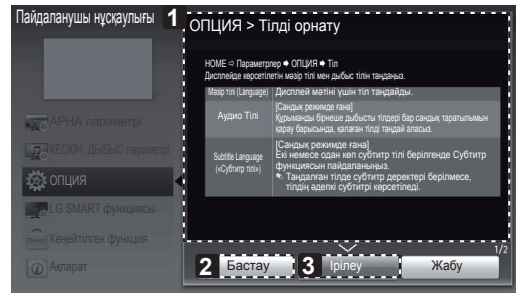 Пайдаланушы нұсқаулығы
1
ОПЦИЯ > Тілді орнату
HOME ⇨ Параметрлер ➡ ОПЦИЯ ➡ Тіл
Дисплейде көрсетілетін мәзір тілі мен дыбыс тілін таңдаңыз.
Мәзір тілі (Language) Дисплей мәтіні үшін тіл таңдайды.
Аудио Тілі
[Сандық режимде ғана]
Құрамында бірнеше дыбысты тілдері бар сандық таратылымын
қарау барысында, қалаған тілді таңдай аласыз.
Subtitle Language
(«Субтитр тілі»)
[Сандық режимде ғана]
Екі немесе одан көп субтитр тілі берілгенде Субтитр
функциясын пайдаланыңыз.
✎ Таңдалған тілде субтитр деректері берілмесе,
тілдің әдепкі субтитрі көрсетіледі.
АРНА параметрі
КЕСКІН, ДЫБЫС параметрі
ОПЦИЯ
LG SMART функциясы
Кеңейтілген функция
Ақпарат
1/2
2 Бастау
3 Ірілеу
Жабу